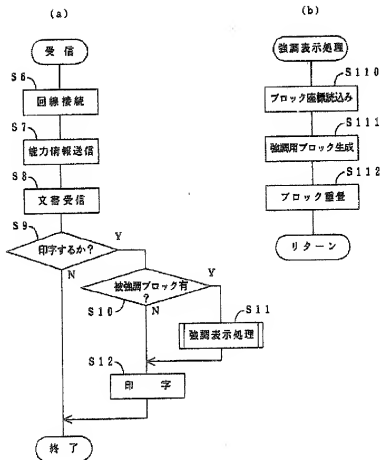 (a)
受信
S6
回線接続
S7
能力情報送信
S8
文書受信
S9
印字するか?
Y
N
被強調ブロック有
?
Y
S10
N
S11
強調表示処理
S12
印 字
終了
(b)
強調表示処理
S110
ブロック座標読込み
S111
強調用ブロック生成
S112
ブロック重畳
リターン